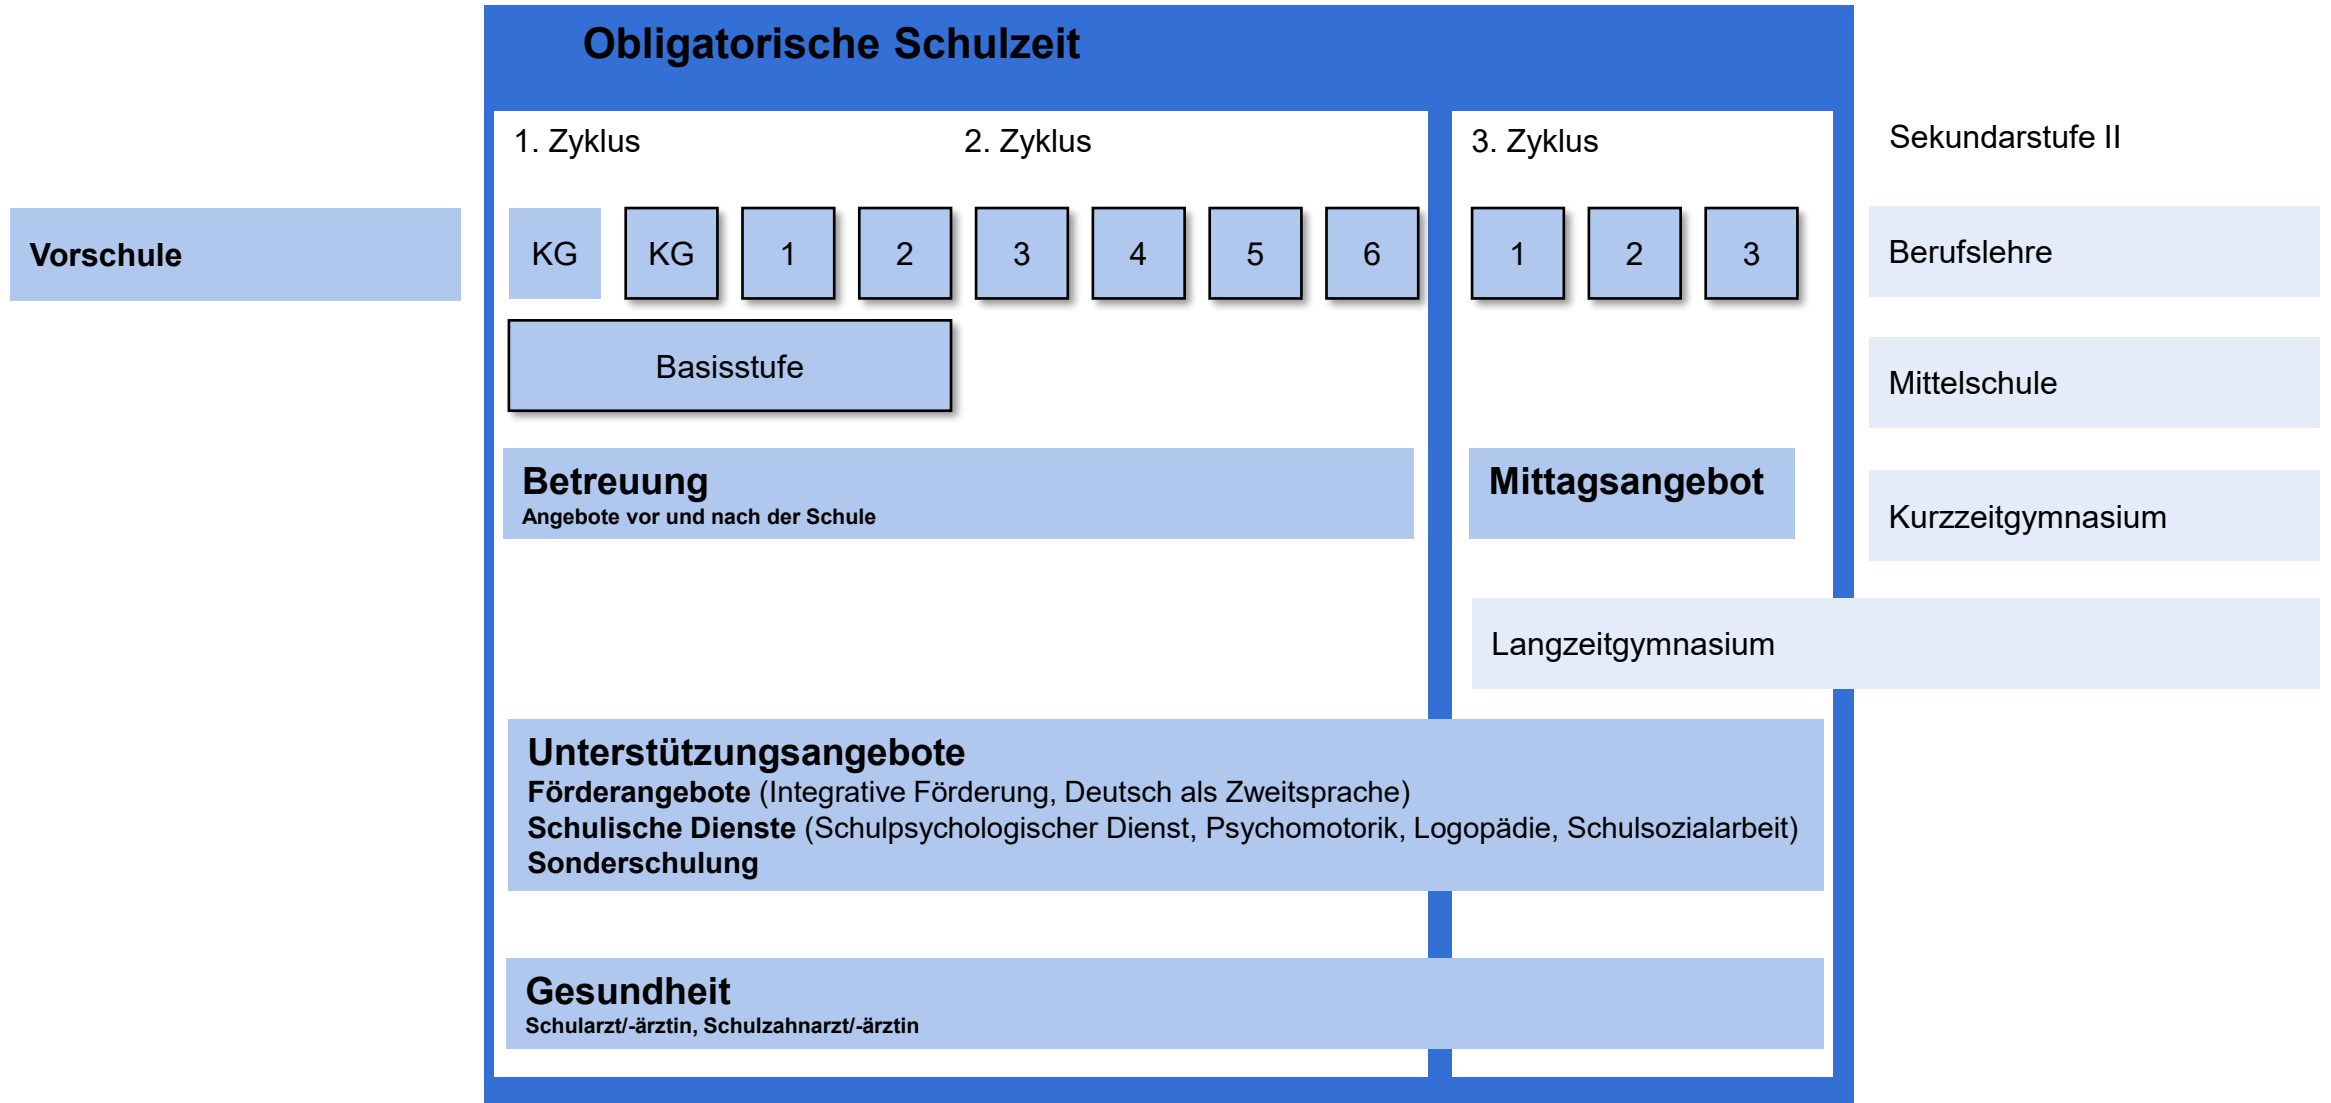 Obligatorische Schulzeit
1. Zyklus
2. Zyklus
3. Zyklus
Sekundarstufe II
Vorschule
KG
KG
1
2
3
4
5
6
1
2
3
Berufslehre
Basisstufe
Mittelschule
Betreuung
Angebote vor und nach der Schule
Mittagsangebot
Kurzzeitgymnasium
Langzeitgymnasium
Unterstützungsangebote
Förderangebote (Integrative Förderung, Deutsch als Zweitsprache)
Schulische Dienste (Schulpsychologischer Dienst, Psychomotorik, Logopädie, Schulsozialarbeit)
Sonderschulung
Gesundheit
Schularzt/-ärztin, Schulzahnarzt/-ärztin